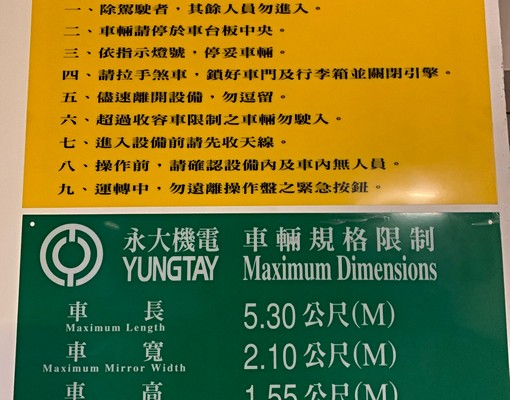 一、除駕駛者，其餘人員勿進入。
二、車輛請停於車台板中央。
三、依指示燈號，停妥車輛。
四、請拉手煞車，鎖好車門及行李箱並關閉引擎。
五、儘速離開設備，勿逗留。
六、超過收容車限制之車輛勿駛入。
七、進入設備前請先收天線。
八、操作前，請確認設備內及車內無人員。
九、運轉中，勿遠離操作盤之緊急按鈕。
永大機電 車輛規格限制
YUNGTAY Maximum Dimensions
車 長 5.30 公尺(M)
Maximum Length
車 寬 2.10 公尺(M)
Maximum Mirror Width
車 高 1.55 公尺(M)